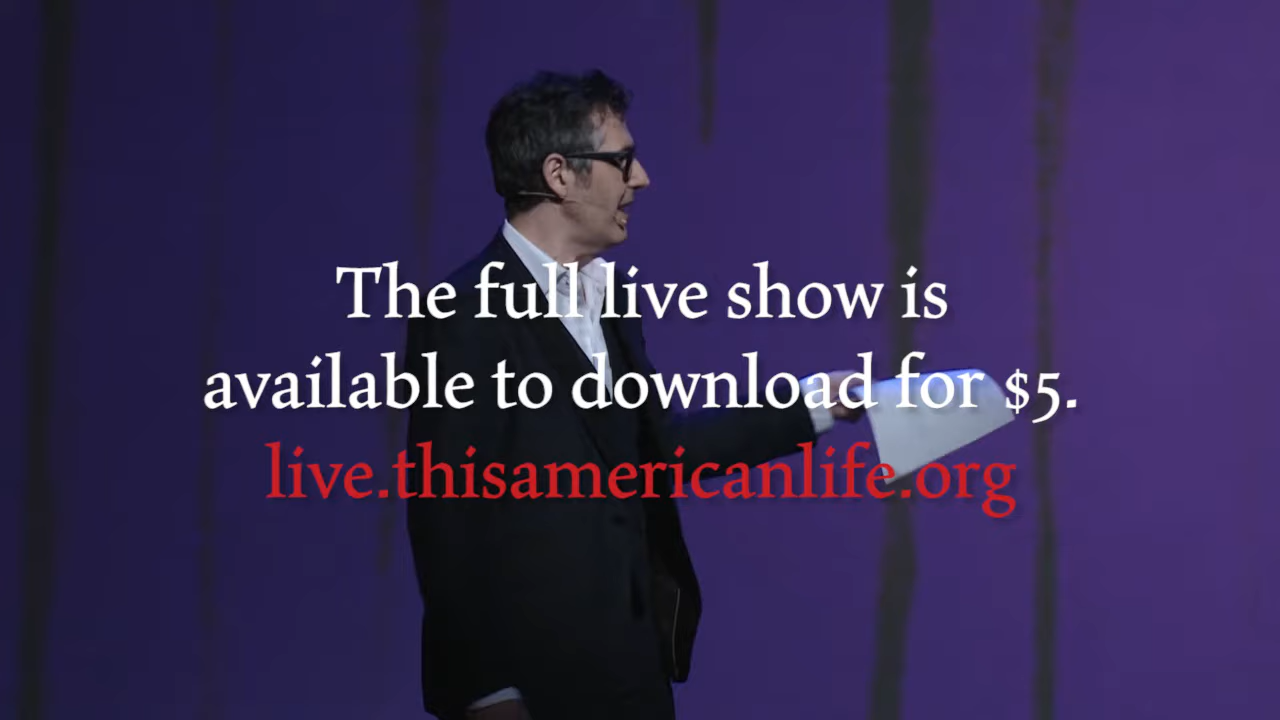 The full live show is
available to download for $5.
live.thisamericanlife.org